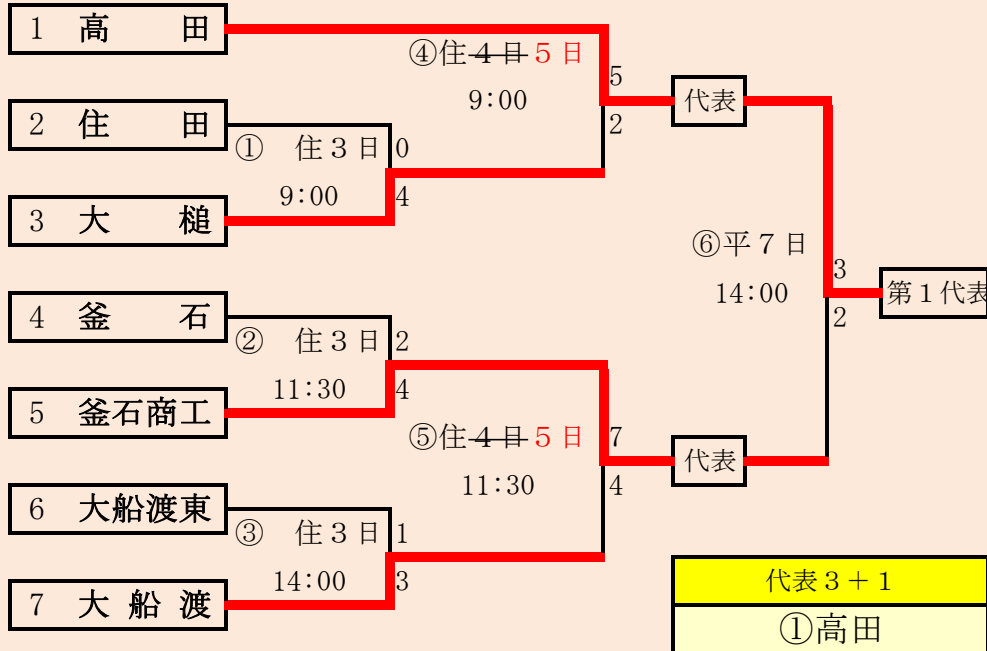 1 高 田
④住4日5日
5
9:00
代表
2
2 住 田
① 住3日
0
9:00
4
3 大 槌
⑥平7日
3
14:00
第1代表
2
4 釜 石
② 住3日
2
11:30
4
5 釜石商工
⑤住4日5日
7
代表
11:30
4
6 大船渡東
③ 住3日
1
14:00
3
代表3+1
7 大船渡
①高田